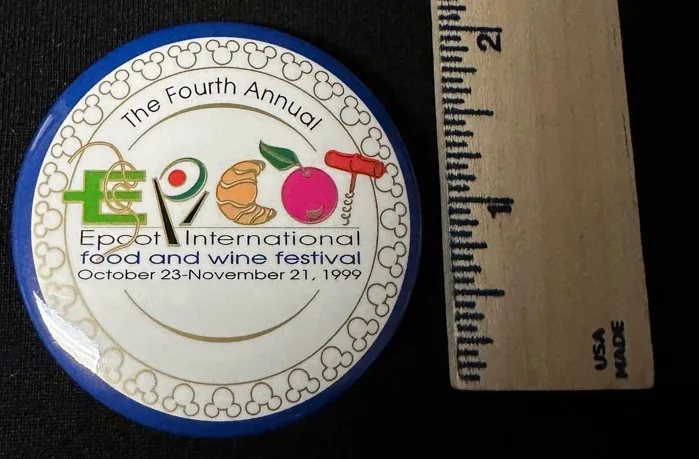 The Fourth Annual
EPCOT
Epcot International
food and wine festival
October 23-November 21, 1999
2
1
USA
MADE